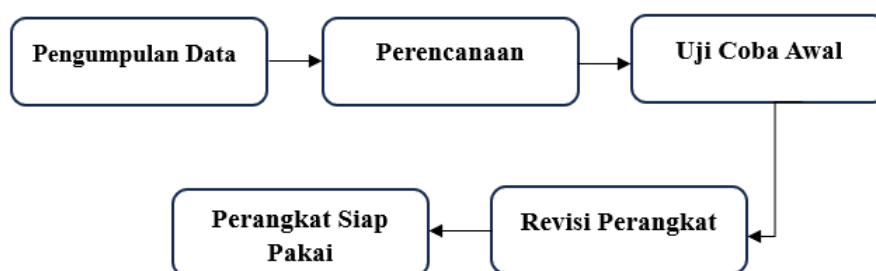 Pengumpulan Data
Perencanaan
Uji Coba Awal
Revisi Perangkat
Perangkat Siap
Pakai